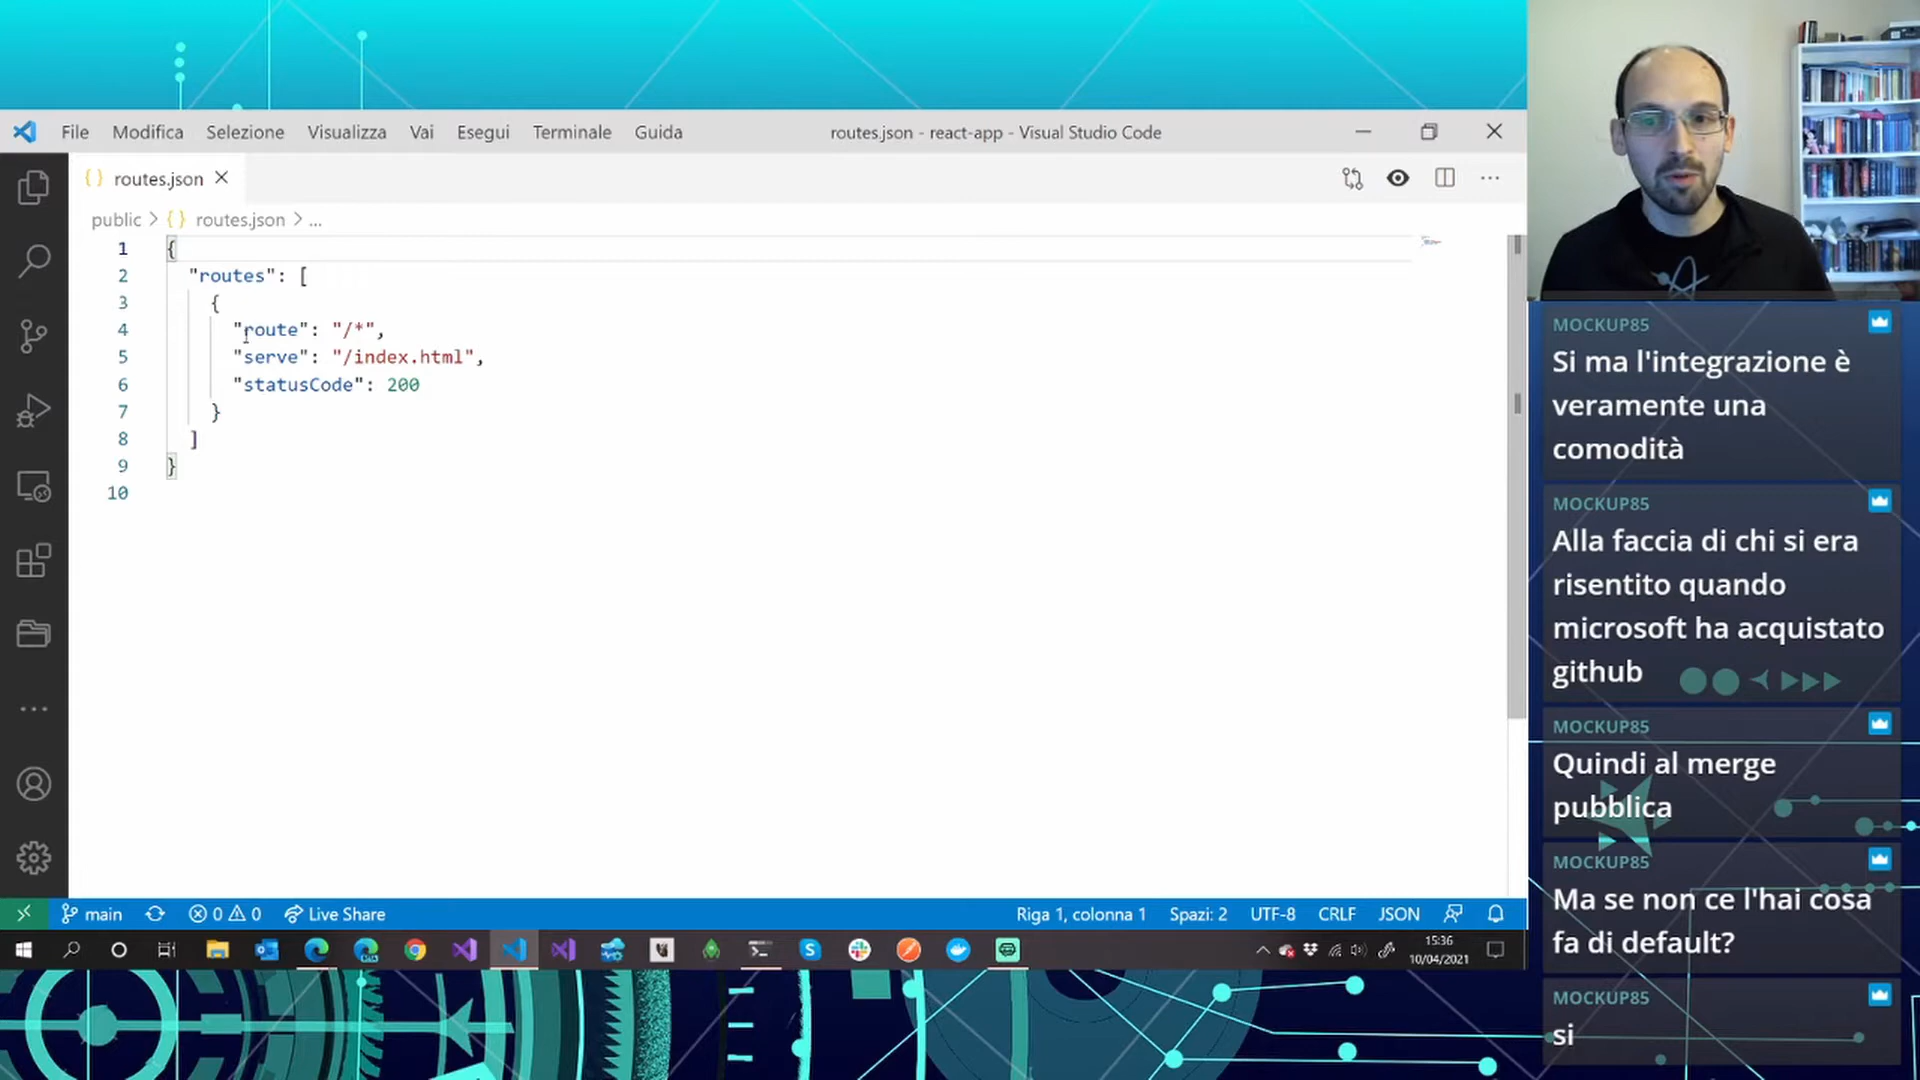 File Modifica Selezione Visualizza Vai Esegui Terminale Guida routes.json - react-app - Visual Studio Code
{} routes.json
public > {} routes.json > ...
1 {
2 "routes": [
3 {
4 "route": "/*",
5 "serve": "/index.html",
6 "statusCode": 200
7 }
8 ]
9 }
10
main 0 0 Live Share Riga 1, colonna 1 Spazi: 2 UTF-8 CRLF JSON
15:36
10/04/2021
MOCKUP85
Si ma l'integrazione è
veramente una
comodità
MOCKUP85
Alla faccia di chi si era
risentito quando
microsoft ha acquistato
github
MOCKUP85
Quindi al merge
pubblica
MOCKUP85
Ma se non ce l'hai cosa
fa di default?
MOCKUP85
si